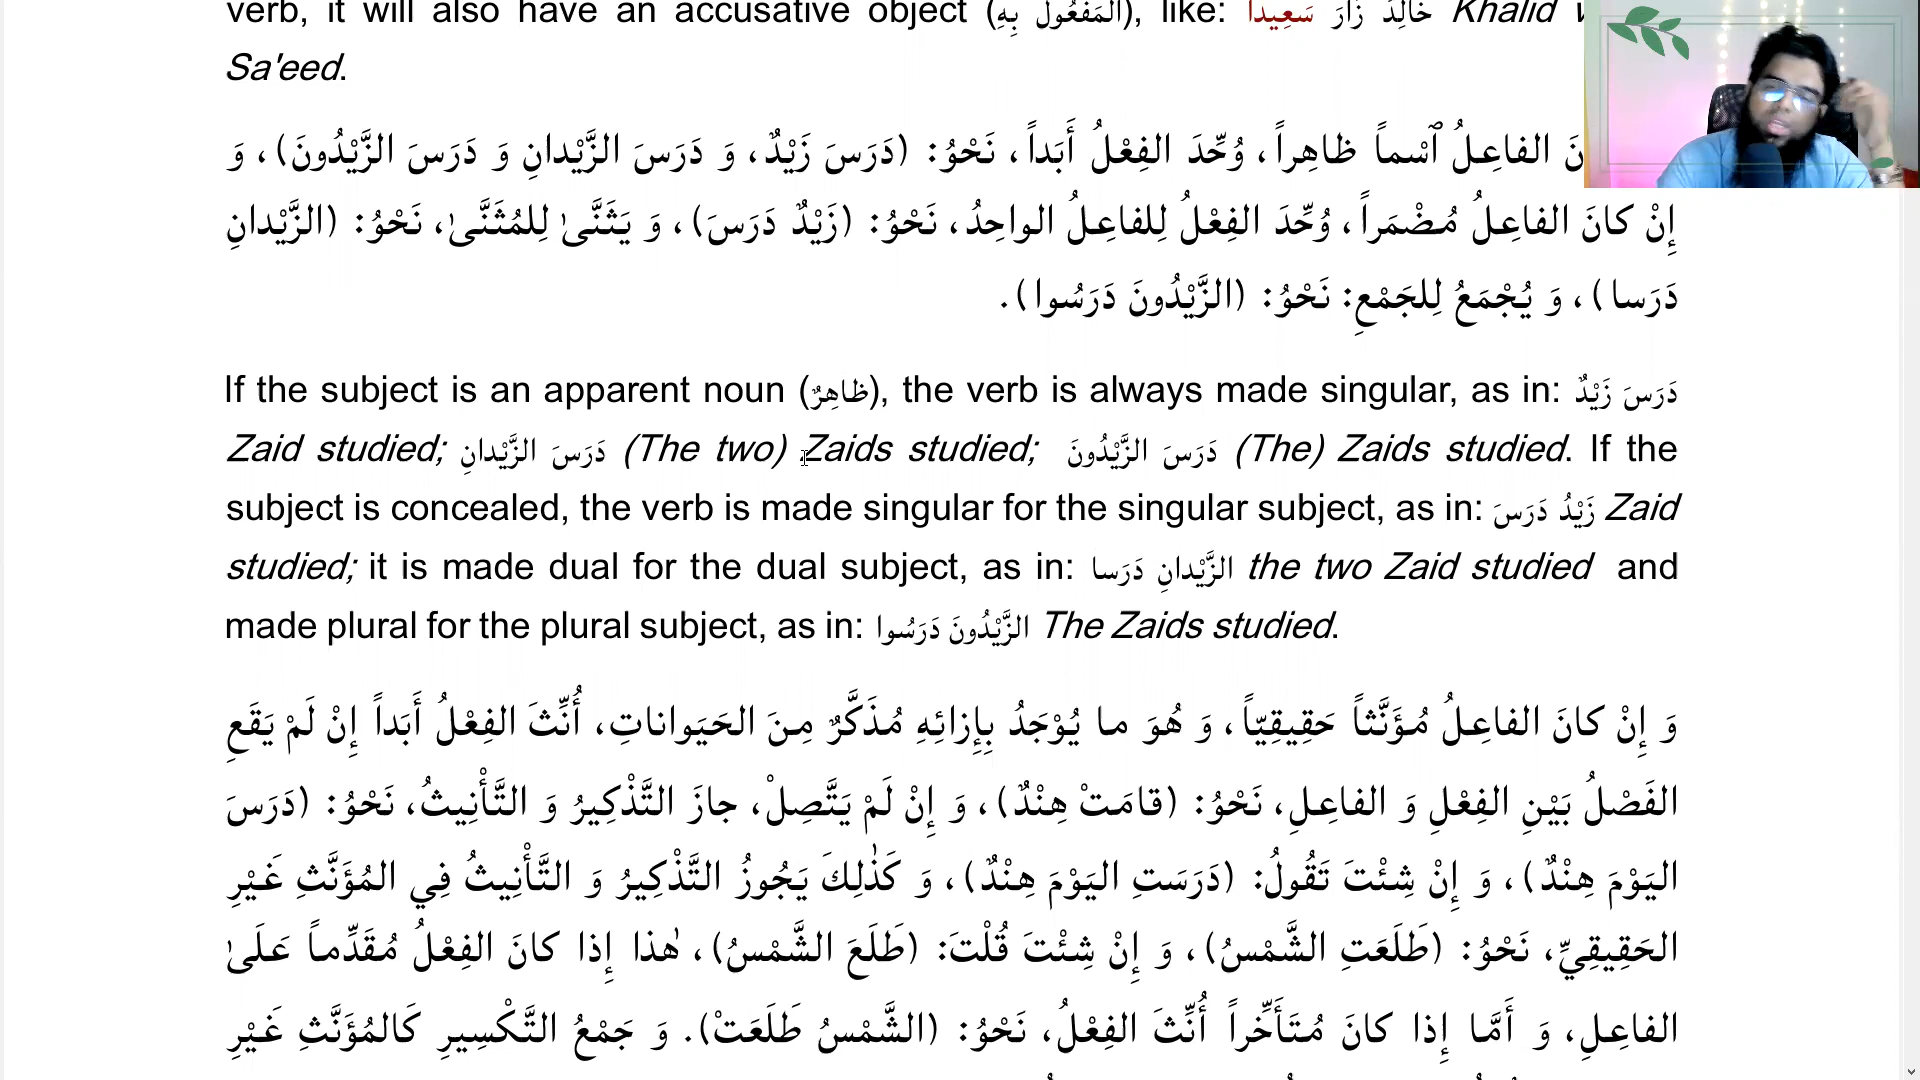 verb, it will also have an accusative object (المَفْعُولُ بِهِ), like: خالِدٌ زَارَ سَعِيداً Khalid
Sa'eed.
الفاعِلُ ٱسْماً ظاهِراً، وُحِّدَ الفِعْلُ أَبَداً، نَحْوُ: (دَرَسَ زَيْدٌ، وَ دَرَسَ الزَّيْدانِ وَ دَرَسَ الزَّيْدُونَ)، وَ
إِنْ كانَ الفاعِلُ مُضْمَراً، وُحِّدَ الفِعْلُ لِلفاعِلُ الواحِدُ، نَحْوُ: (زَيْدٌ دَرَسَ)، وَ يَثَنَّىٰ لِلمُثَنَّىٰ، نَحْوُ: (الزَّيْدانِ
دَرَسا)، وَ يُجْمَعُ لِلجَمْعِ: نَحْوُ: (الزَّيْدُونَ دَرَسُوا).
If the subject is an apparent noun (ظاهِرٌ), the verb is always made singular, as in: دَرَسَ زَيْدٌ
Zaid studied; دَرَسَ الزَّيْدانِ (The two) Zaids studied; دَرَسَ الزَّيْدُونَ (The) Zaids studied. If the
subject is concealed, the verb is made singular for the singular subject, as in: زَيْدُ دَرَسَ Zaid
studied; it is made dual for the dual subject, as in: الزَّيْدانِ دَرَسا the two Zaid studied and
made plural for the plural subject, as in: الزَّيْدُونَ دَرَسُوا The Zaids studied.
وَ إِنْ كانَ الفاعِلُ مُؤَنَّثاً حَقِيقِيّاً، وَ هُوَ ما يُوْجَدُ بِإِزائِهِ مُذَكَّرٌ مِنَ الحَيَواناتِ، أُنِّثَ الفِعْلُ أَبَداً إِنْ لَمْ يَقَعِ
الفَصْلُ بَيْنِ الفِعْلِ وَ الفاعِلِ، نَحْوُ: (قامَتْ هِنْدٌ)، وَ إِنْ لَمْ يَتَّصِلْ، جازَ التَّذْكِيرُ وَ التَّأْنِيثُ، نَحْوُ: (دَرَسَ
اليَوْمَ هِنْدٌ)، وَ إِنْ شِئْتَ تَقُولُ: (دَرَسَتِ اليَوْمَ هِنْدٌ)، وَ كَذٰلِكَ يَجُوزُ التَّذْكِيرُ وَ التَّأْنِيثُ فِي المُؤَنَّثِ غَيْرِ
الحَقِيقِيِّ، نَحْوُ: (طَلَعَتِ الشَّمْسُ)، وَ إِنْ شِئْتَ قُلْتَ: (طَلَعَ الشَّمْسُ)، هٰذا إِذا كانَ الفِعْلُ مُقَدِّماً عَلَىٰ
الفاعِلِ، وَ أَمَّا إِذا كانَ مُتَأَخِّراً أُنِّثَ الفِعْلُ، نَحْوُ: (الشَّمْسُ طَلَعَتْ). وَ جَمْعُ التَّكْسِيرِ كَالمُؤَنَّثِ غَيْرِ